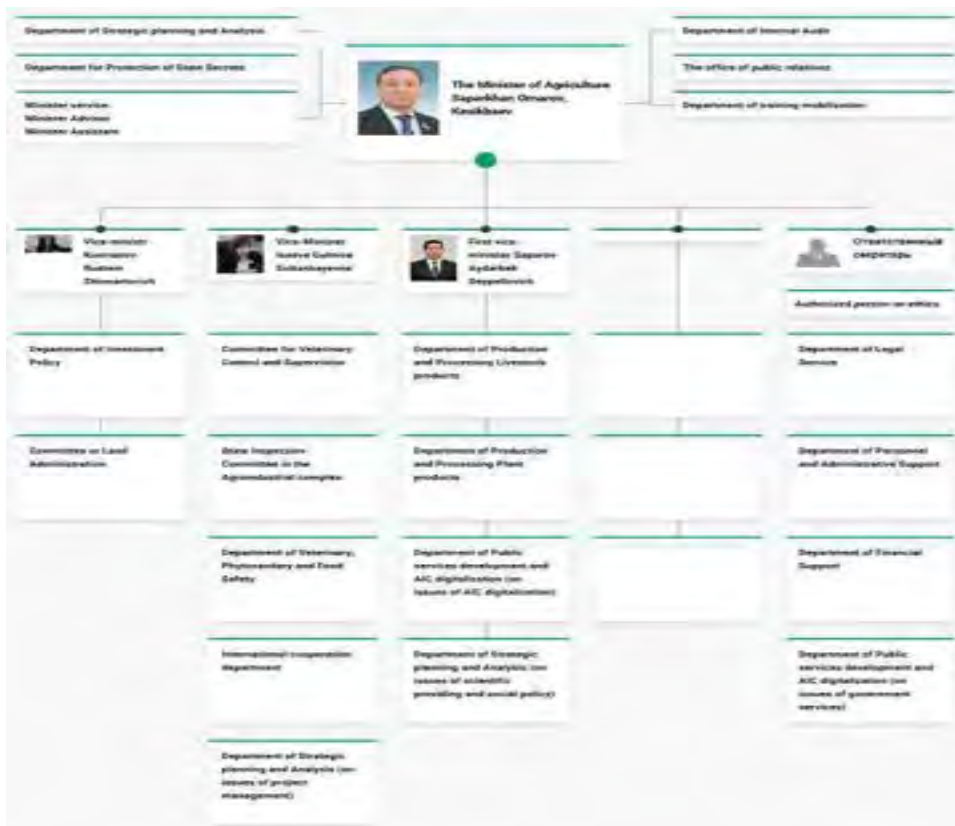 Department of Strategic planning and Analysis
Department for Protection of State Secrets
Minister service:
Minister Advisor
Minister Assistant
The Minister of Agriculture
Saparkhan Omarov,
Department of Internal Audit
The office of public relatives
Department of training mobilization
Vice-minister
Rustem
Vice-Minister
Gulmira
Sultanbayevna
First vice-
minister Saparov
Aydarbek
Ответственный
секретарь
Authorized person on ethics
Department of Investment
Policy
Committee or Land
Administration
Committee for Veterinary
Control and Supervision
State Inspection
Committee in the
Agroindustrial complex
Department of Veterinary,
Phytosanitary and Food
Safety
International cooperation
department
Department of Strategic
planning and Analysis (on
issues of project
management)
Department of Production
and Processing Livestock
products
Department of Production
and Processing Plant
products
Department of Public
services development and
AIC digitalization (on
issues of AIC digitalization)
Department of Strategic
planning and Analysis (on
issues of scientific
providing and social policy)
Department of Legal
Service
Department of Personnel
and Administrative Support
Department of Financial
Support
Department of Public
services development and
AIC digitalization (on
issues of government
services)